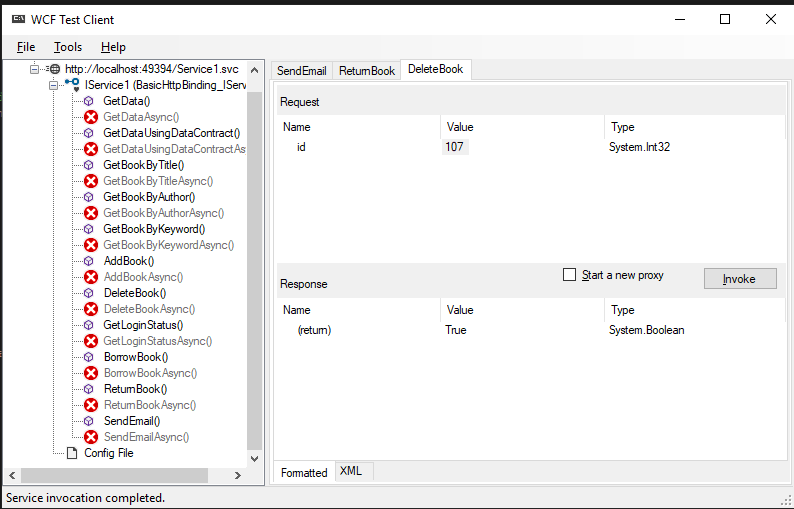 WCF Test Client
File Tools Help
http://localhost:49394/Service1.svc
IService1 (BasicHttpBinding_IServ
GetData()
GetDataAsync()
GetDataUsingDataContract()
GetDataUsingDataContractAs
GetBookByTitle()
GetBookByTitleAsync()
GetBookByAuthor()
GetBookByAuthorAsync()
GetBookByKeyword()
GetBookByKeywordAsync()
AddBook()
AddBookAsync()
DeleteBook()
DeleteBookAsync()
GetLoginStatus()
GetLoginStatusAsync()
BorrowBook()
BorrowBookAsync()
ReturnBook()
ReturnBookAsync()
SendEmail()
SendEmailAsync()
Config File
SendEmail ReturnBook DeleteBook
Request
Name Value Type
id 107 System.Int32
Start a new proxy Invoke
Response
Name Value Type
(return) True System.Boolean
Formatted XML
Service invocation completed.